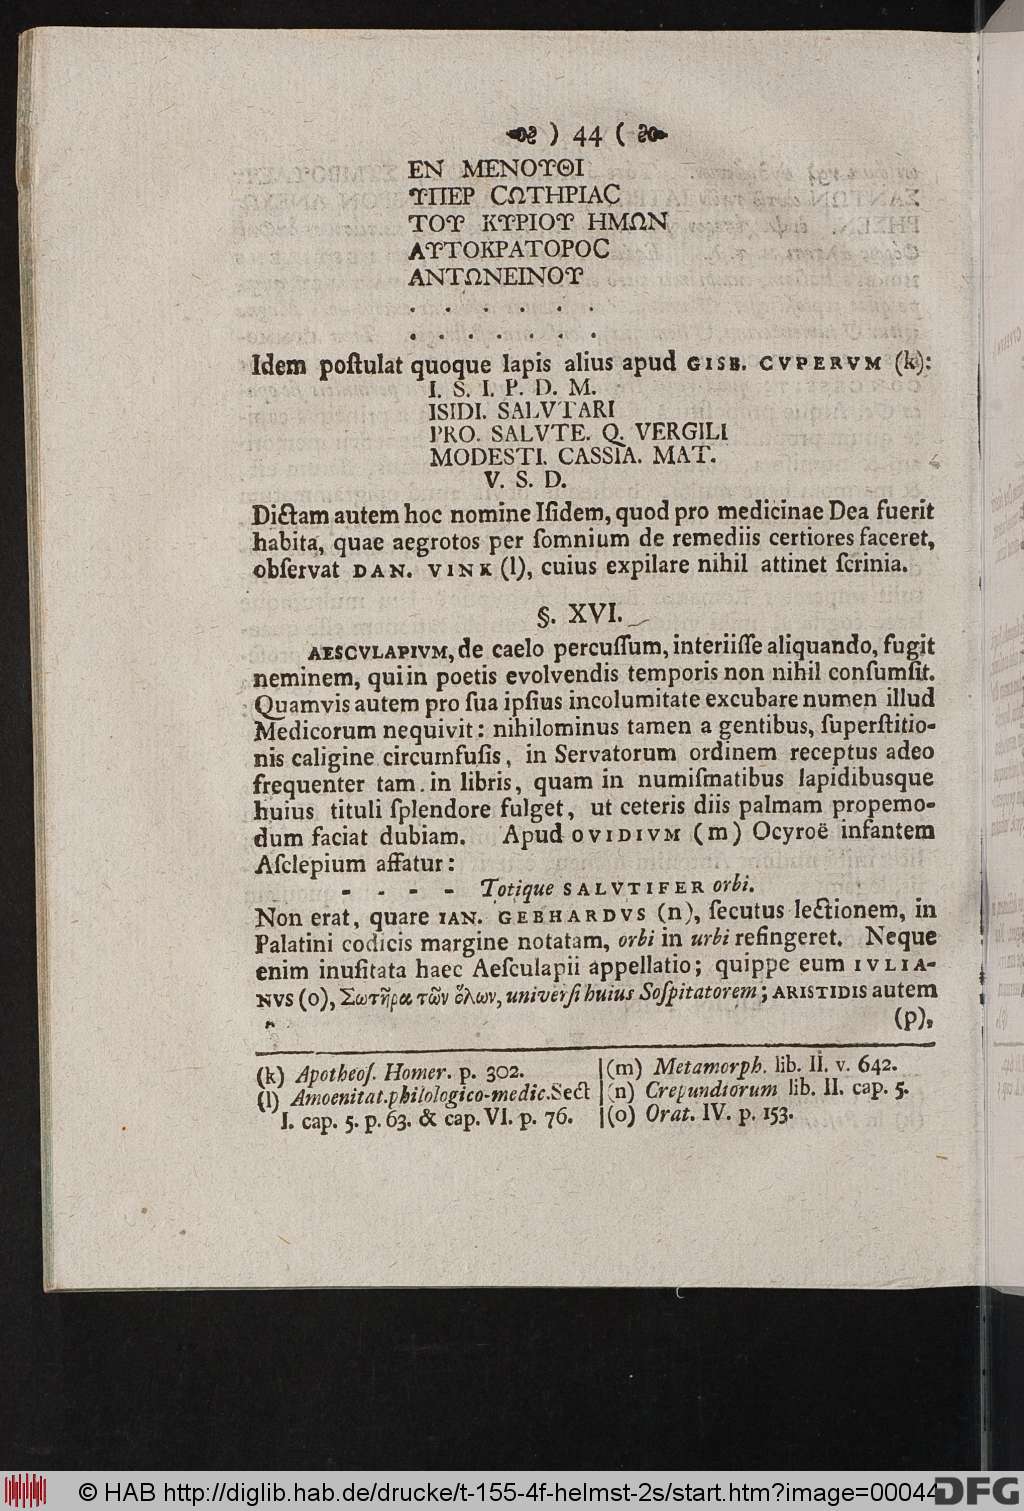 ) 44 (
ΕΝ ΜΕΝΟΥΘΙ
ΥΠΕΡ CΩΤΗΡΙΑC
ΤΟΥ ΚΥΡΙΟΥ ΗΜΩΝ
ΑΥΤΟΚΡΑΤΟΡΟC
ΑΝΤΩΝΕΙΝΟΥ
. . . . . .
. . . . . .
Idem poſtulat quoque lapis alius apud GISB. CVPERVM (k):
I. S. I. P. D. M.
ISIDI. SALVTARI
PRO. SALVTE. Q. VERGILI
MODESTI. CASSIA. MAT.
V. S. D.
Dictam autem hoc nomine Iſidem, quod pro medicinae Dea fuerit
habita, quae aegrotos per ſomnium de remediis certiores faceret,
obſervat DAN. VINK (l), cuius expilare nihil attinet ſcrinia.
§. XVI.
AESCVLAPIVM, de caelo percuſſum, interiiſſe aliquando, fugit
neminem, qui in poetis evolvendis temporis non nihil conſumſit.
Quamvis autem pro ſua ipſius incolumitate excubare numen illud
Medicorum nequivit: nihilominus tamen a gentibus, ſuperſtitio-
nis caligine circumfuſis, in Servatorum ordinem receptus adeo
frequenter tam in libris, quam in numiſmatibus lapidibusque
huius tituli ſplendore fulget, ut ceteris diis palmam propemo-
dum faciat dubiam. Apud OVIDIVM (m) Ocyroë infantem
Aſclepium affatur:
- - - - Totique SALVTIFER orbi.
Non erat, quare IAN. GEBHARDVS (n), ſecutus lectionem, in
Palatini codicis margine notatam, orbi in urbi refingeret. Neque
enim inuſitata haec Aeſculapii appellatio; quippe eum IVLIA-
NVS (o), Σωτῆρα τῶν ὅλων, univerſi huius Soſpitatorem; ARISTIDIS autem
(p),
(k) Apotheoſ. Homer. p. 302.
(l) Amoenitat. philologico-medic. Sect
I. cap. 5. p. 63. & cap. VI. p. 76.
(m) Metamorph. lib. II. v. 642.
(n) Crepundiorum lib. II. cap. 5.
(o) Orat. IV. p. 153.
© HAB http://diglib.hab.de/drucke/t-155-4f-helmst-2s/start.htm?image=00044
DFG